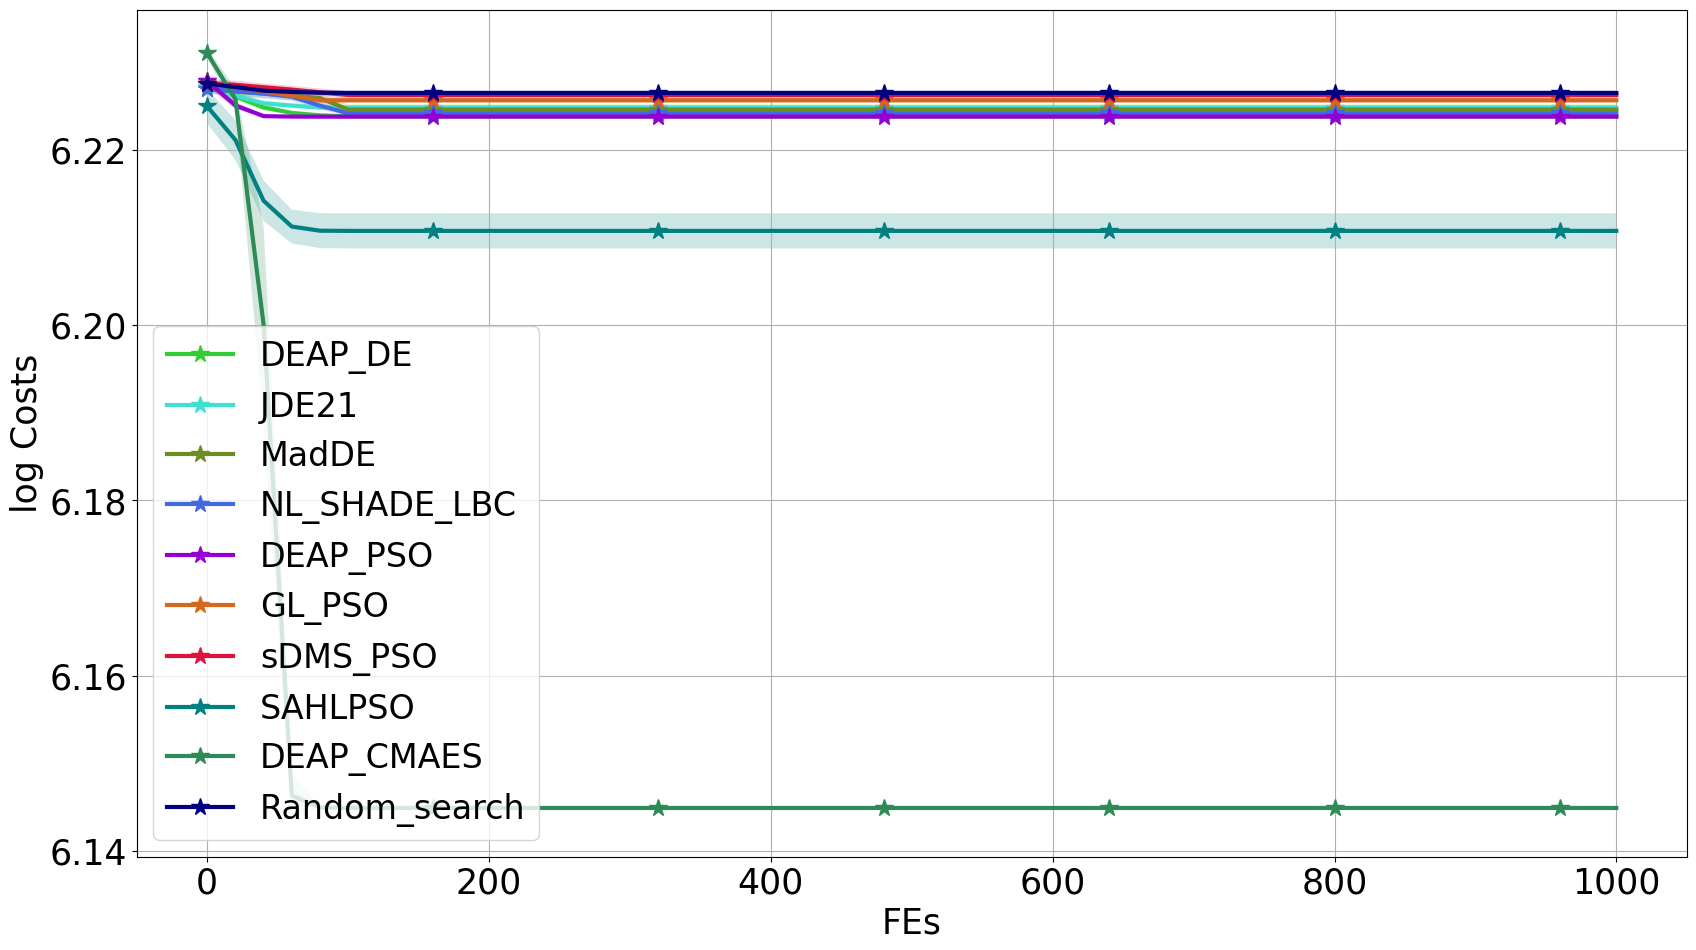 log Costs
6.22
6.20
6.18
6.16
6.14
DEAP_DE
JDE21
MadDE
NL_SHADE_LBC
DEAP_PSO
GL_PSO
sDMS_PSO
SAHLPSO
DEAP_CMAES
Random_search
0 200 400 600 800 1000
FEs